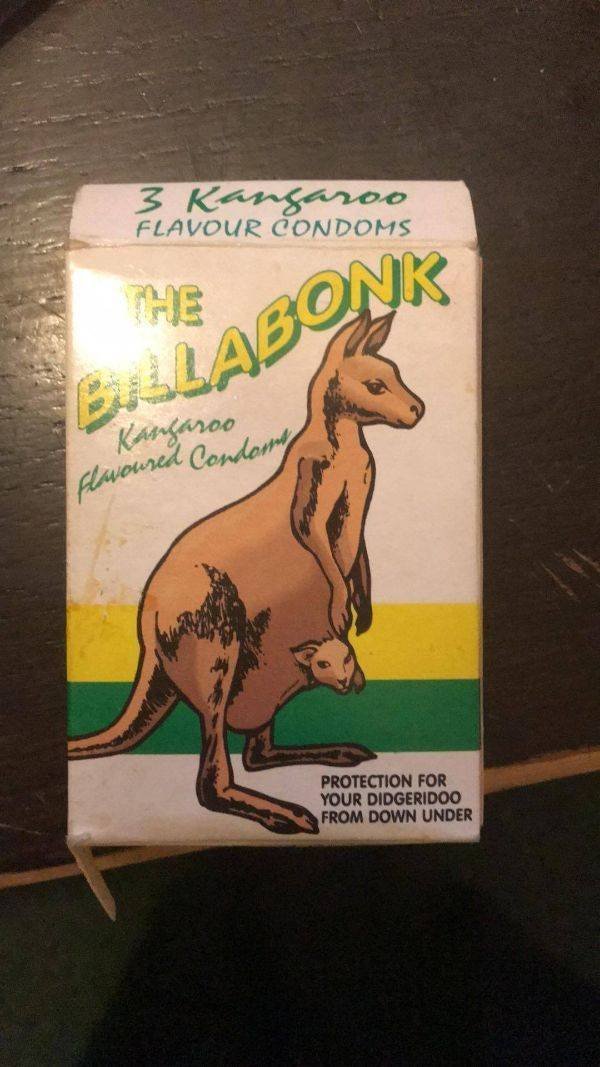 3 Kangaroo
FLAVOUR CONDOMS
THE
BILLABONK
Kangaroo
Flavoured Condoms
PROTECTION FOR
YOUR DIDGERIDOO
FROM DOWN UNDER